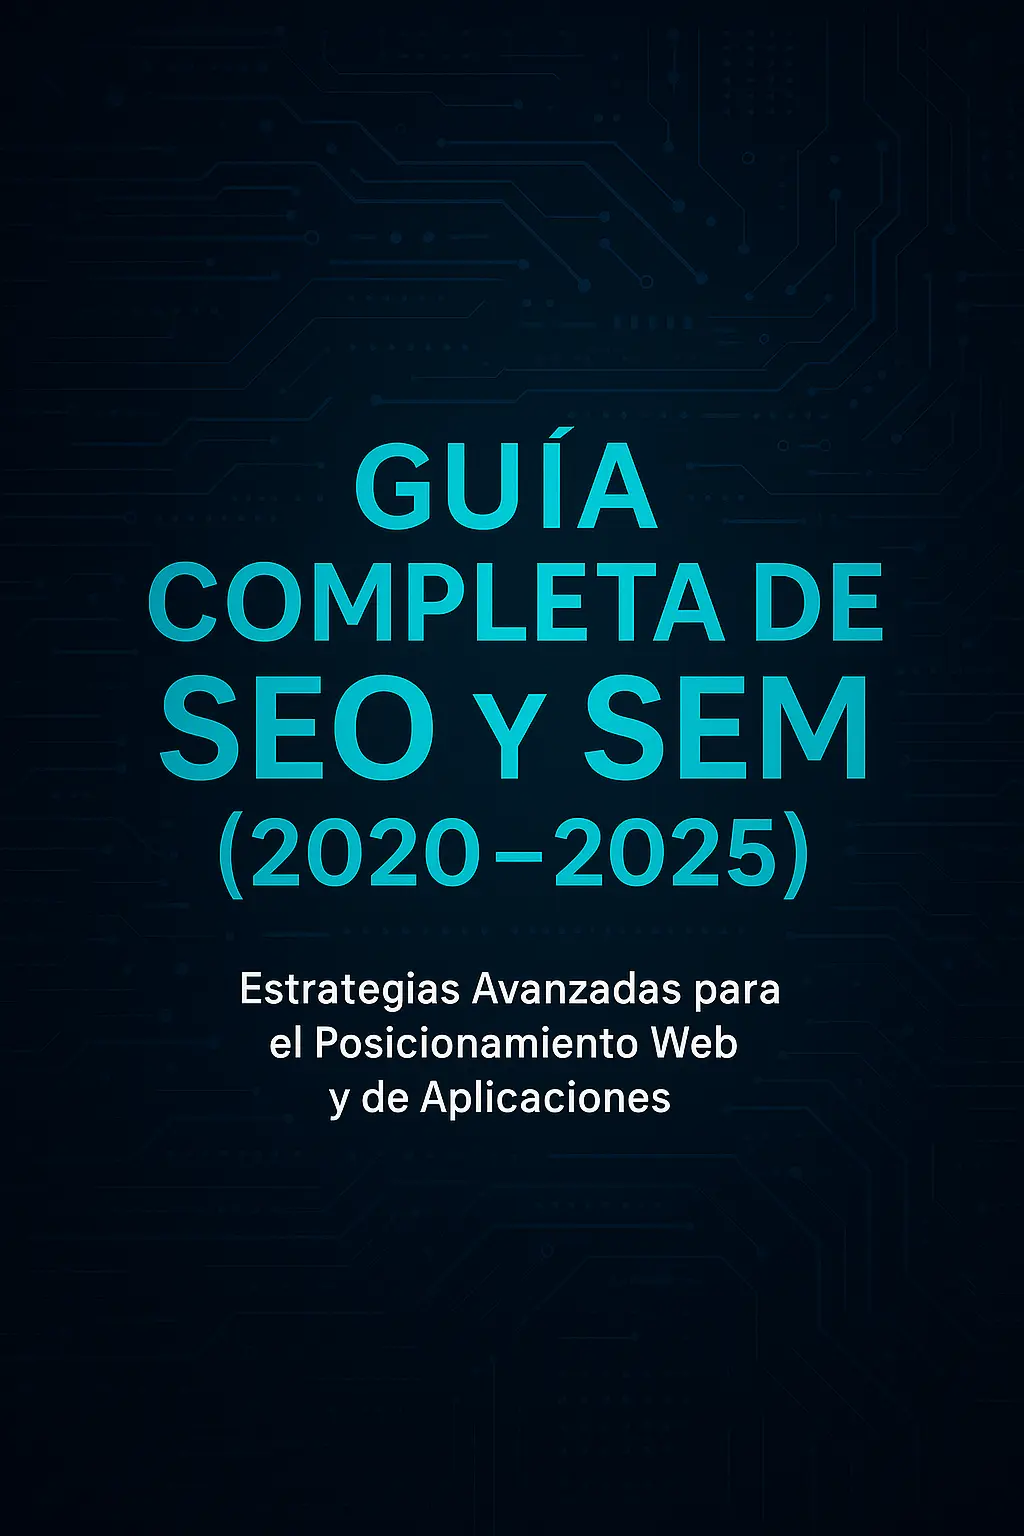 GUÍA
COMPLETA DE
SEO Y SEM
(2020–2025)
Estrategias Avanzadas para
el Posicionamiento Web
y de Aplicaciones